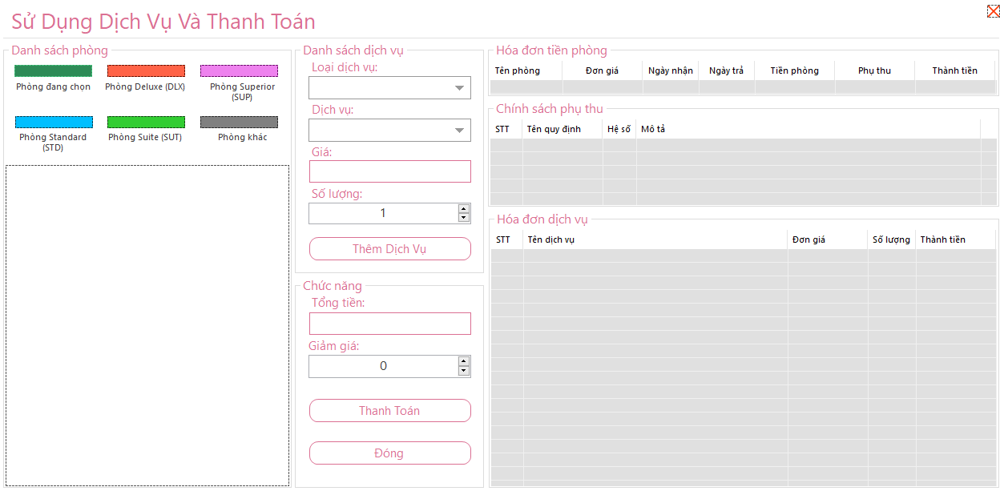 Sử Dụng Dịch Vụ Và Thanh Toán
Danh sách phòng
Phòng đang chọn
Phòng Deluxe (DLX)
Phòng Superior
(SUP)
Phòng Standard
(STD)
Phòng Suite (SUT)
Phòng khác
Danh sách dịch vụ
Loại dịch vụ:
Dịch vụ:
Giá:
Số lượng:
1
Thêm Dịch Vụ
Chức năng
Tổng tiền:
Giảm giá:
0
Thanh Toán
Đóng
Hóa đơn tiền phòng
Tên phòng Đơn giá Ngày nhận Ngày trả Tiền phòng Phụ thu Thành tiền
Chính sách phụ thu
STT Tên quy định Hệ số Mô tả
Hóa đơn dịch vụ
STT Tên dịch vụ Đơn giá Số lượng Thành tiền